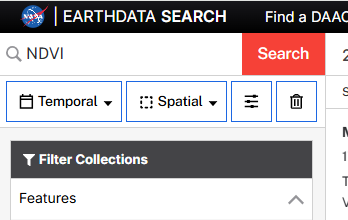 NASA | EARTHDATA SEARCH Find a DAAC
NDVI Search
Temporal Spatial
Filter Collections
Features